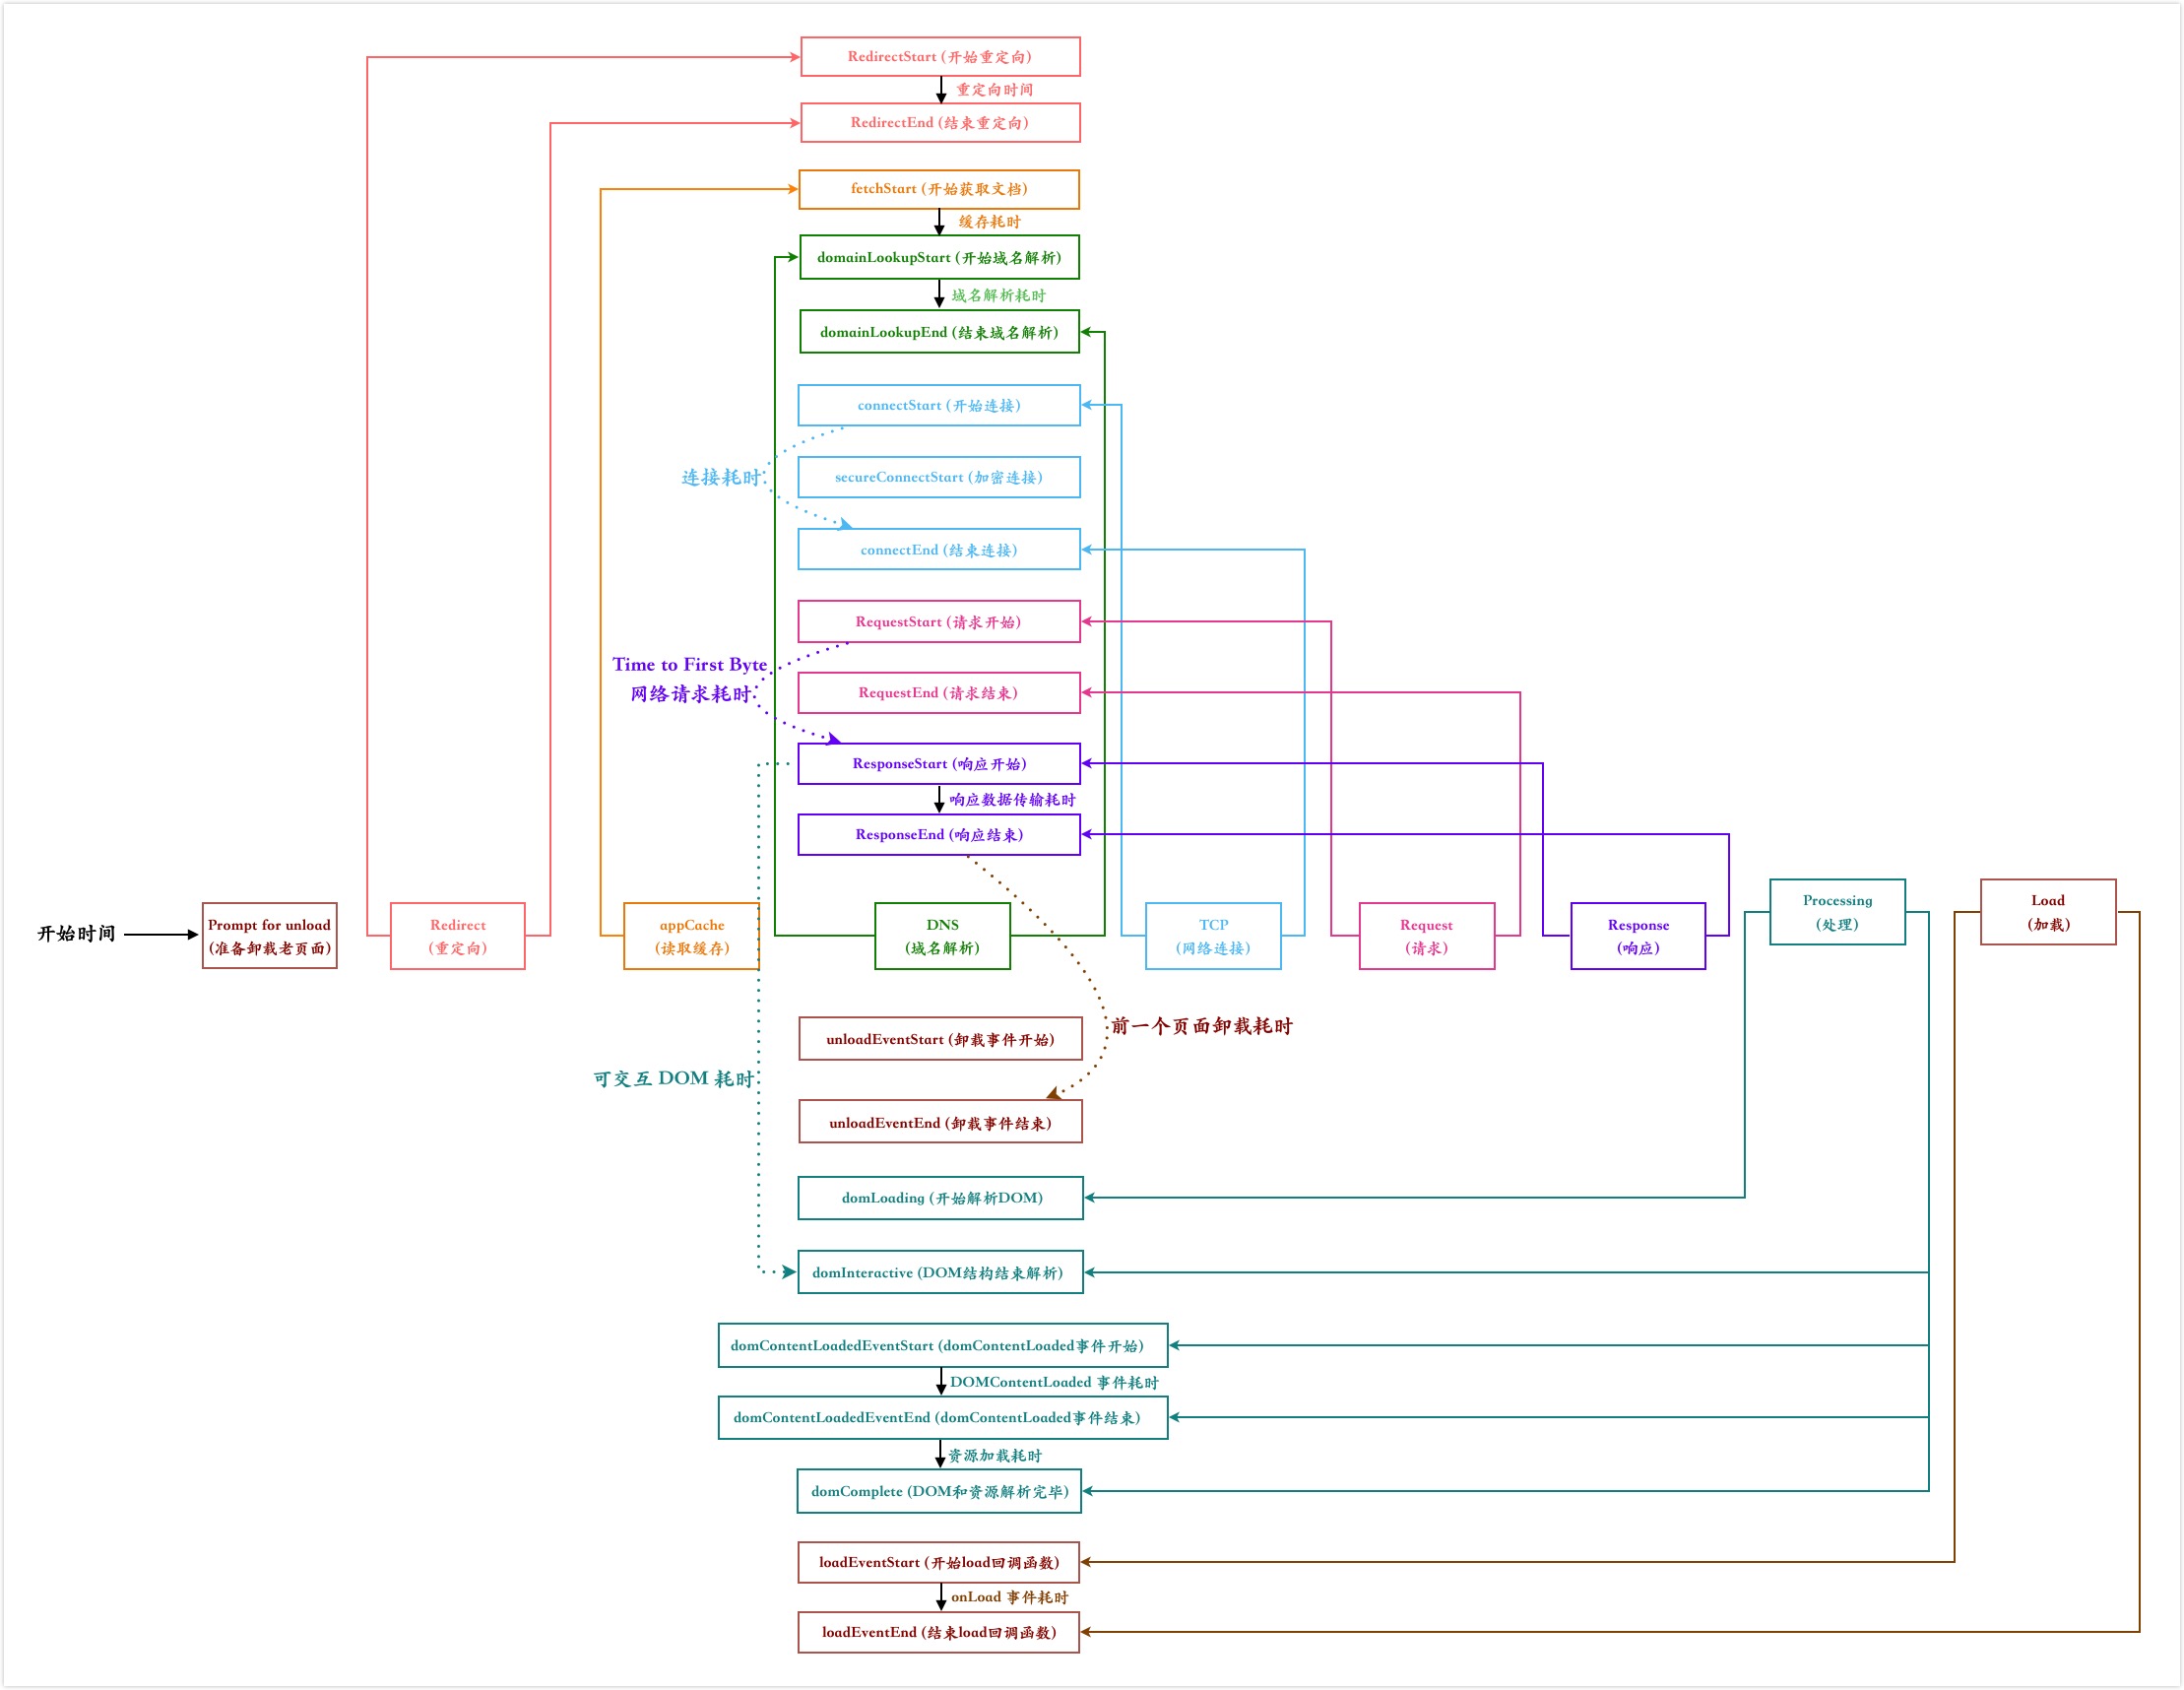 RedirectStart (开始重定向)
重定向时间
RedirectEnd (结束重定向)
fetchStart (开始获取文档)
缓存耗时
domainLookupStart (开始域名解析)
域名解析耗时
domainLookupEnd (结束域名解析)
connectStart (开始连接)
连接耗时
secureConnectStart (加密连接)
connectEnd (结束连接)
RequestStart (请求开始)
Time to First Byte
网络请求耗时
RequestEnd (请求结束)
ResponseStart (响应开始)
响应数据传输耗时
ResponseEnd (响应结束)
开始时间
Prompt for unload
(准备卸载老页面)
Redirect
(重定向)
appCache
(读取缓存)
DNS
(域名解析)
TCP
(网络连接)
Request
(请求)
Response
(响应)
Processing
(处理)
Load
(加载)
前一个页面卸载耗时
unloadEventStart (卸载事件开始)
可交互 DOM 耗时
unloadEventEnd (卸载事件结束)
domLoading (开始解析DOM)
domInteractive (DOM结构结束解析)
domContentLoadedEventStart (domContentLoaded事件开始)
DOMContentLoaded 事件耗时
domContentLoadedEventEnd (domContentLoaded事件结束)
资源加载耗时
domComplete (DOM和资源解析完毕)
loadEventStart (开始load回调函数)
onLoad 事件耗时
loadEventEnd (结束load回调函数)